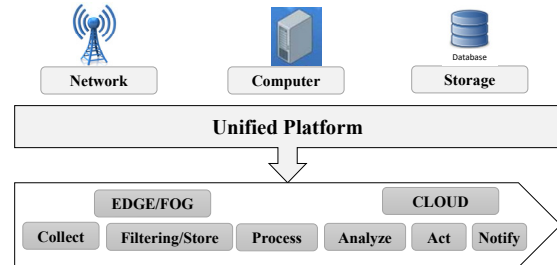 Database
Network Computer Storage
Unified Platform
EDGE/FOG CLOUD
Collect Filtering/Store Process Analyze Act Notify